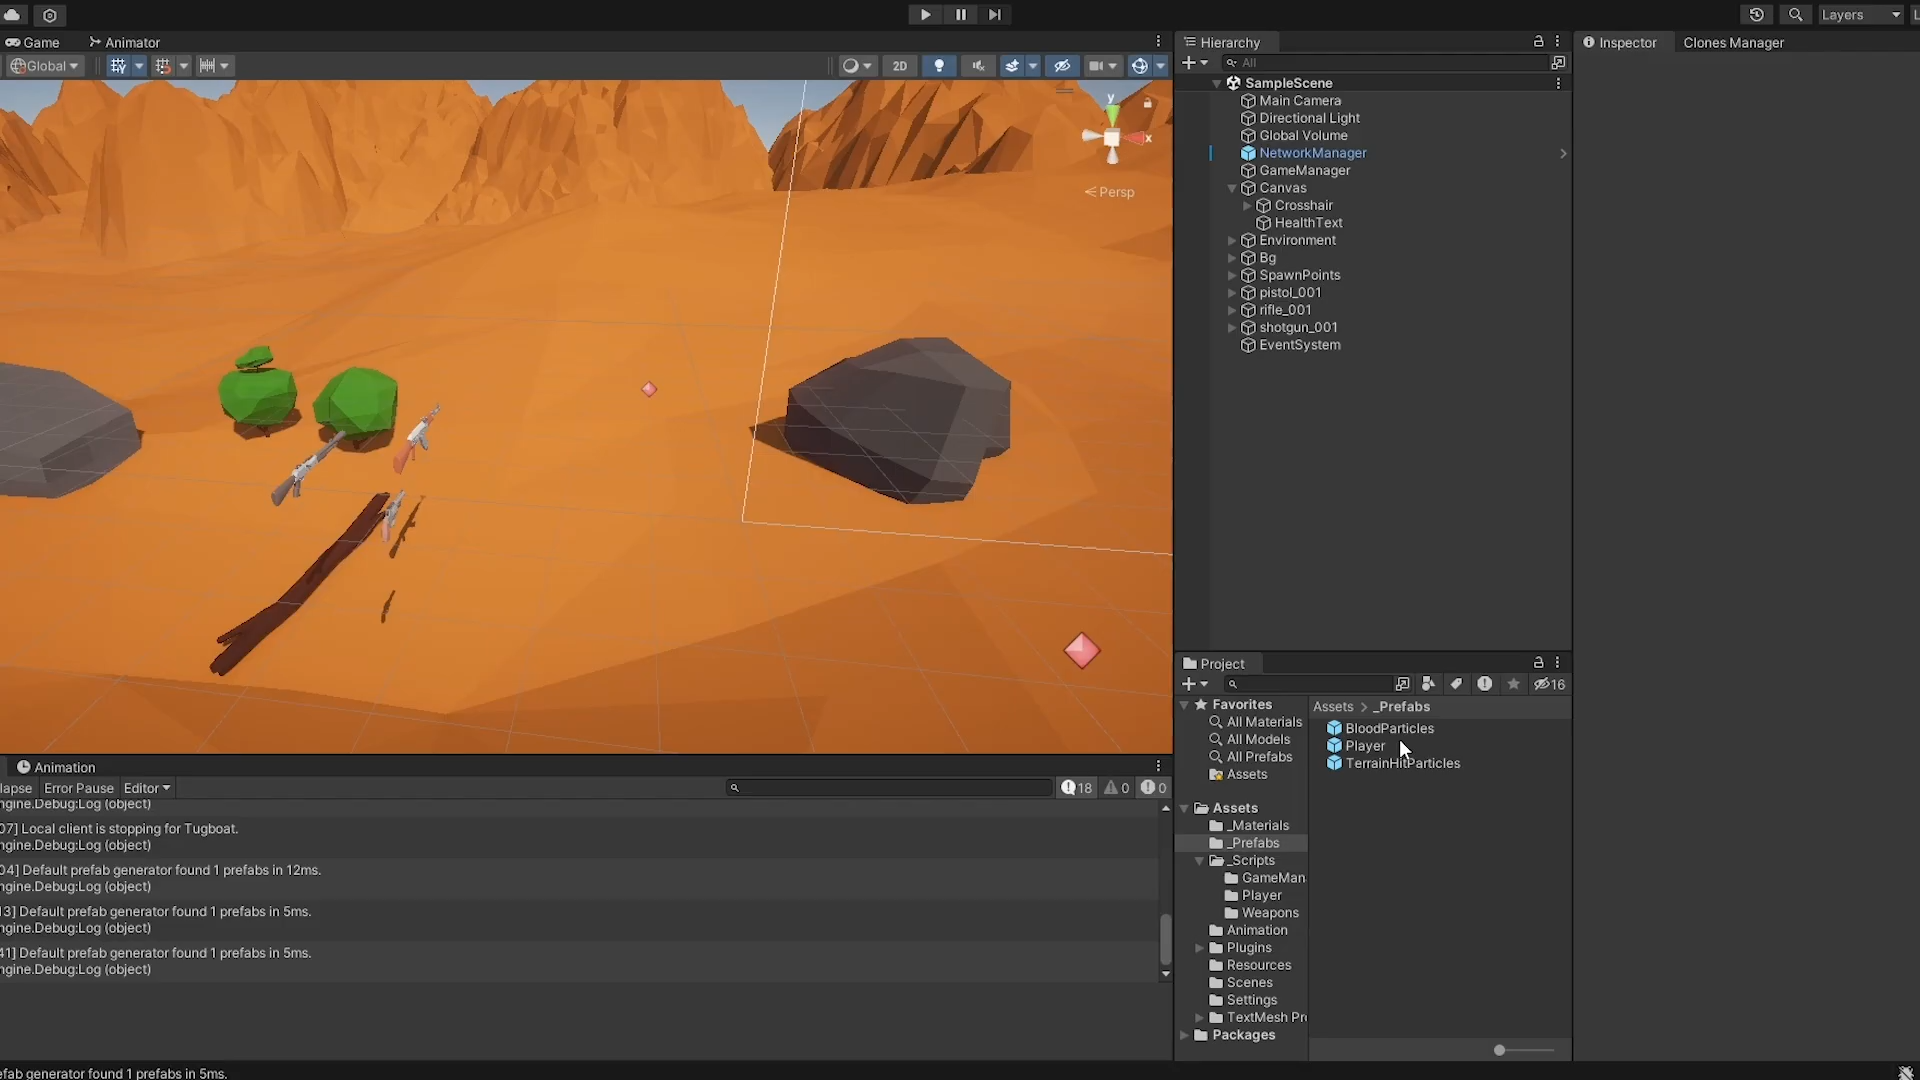 Layers
Game
Animator
Global
2D
y
x
Persp
Hierarchy
All
SampleScene
Main Camera
Directional Light
Global Volume
NetworkManager
GameManager
Canvas
Crosshair
HealthText
Environment
Bg
SpawnPoints
pistol_001
rifle_001
shotgun_001
EventSystem
Inspector
Clones Manager
Project
16
Favorites
All Materials
All Models
All Prefabs
Assets
Assets
_Materials
_Prefabs
_Scripts
GameMan
Player
Weapons
Animation
Plugins
Resources
Scenes
Settings
TextMesh Pr
Packages
Assets > _Prefabs
BloodParticles
Player
TerrainHitParticles
Animation
lapse Error Pause Editor
18 0 0
ngine.Debug:Log (object)
07] Local client is stopping for Tugboat.
ngine.Debug:Log (object)
04] Default prefab generator found 1 prefabs in 12ms.
ngine.Debug:Log (object)
13] Default prefab generator found 1 prefabs in 5ms.
ngine.Debug:Log (object)
41] Default prefab generator found 1 prefabs in 5ms.
ngine.Debug:Log (object)
efab generator found 1 prefabs in 5ms.